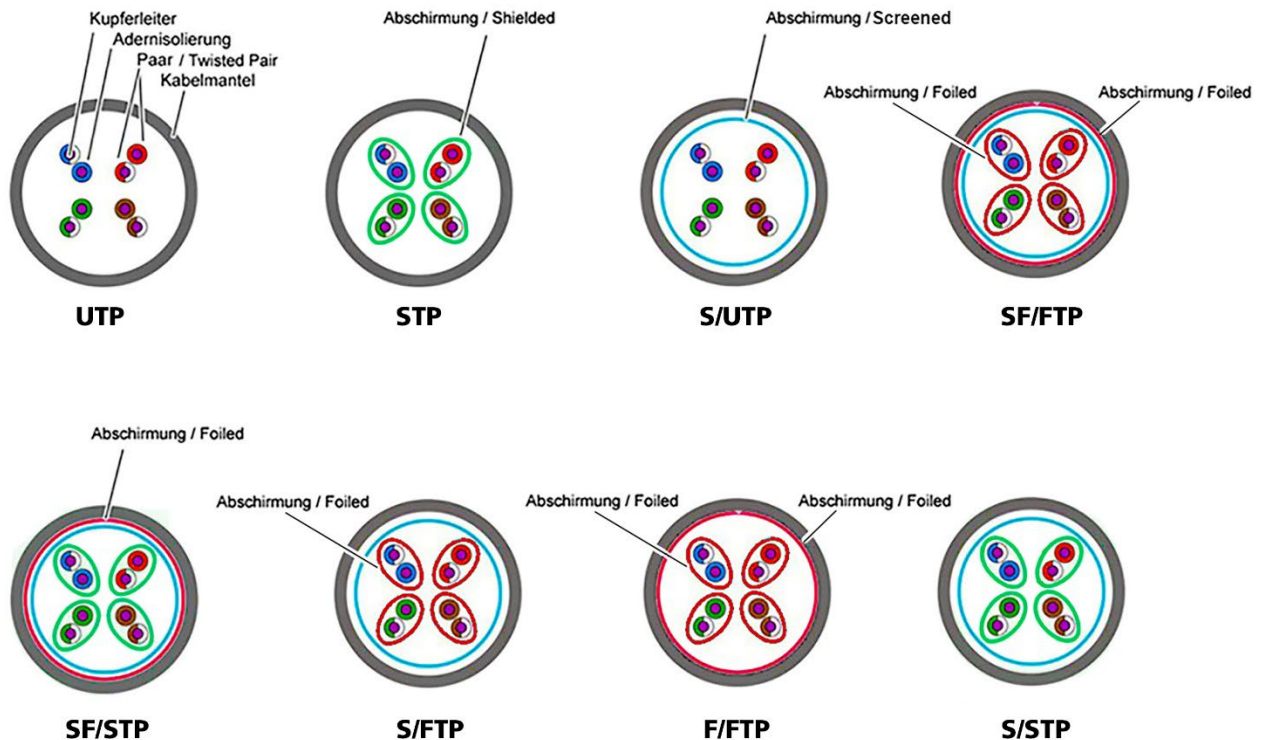 Kupferleiter
Adernisolierung
Paar / Twisted Pair
Kabelmantel
Abschirmung / Shielded
Abschirmung / Screened
Abschirmung / Foiled
Abschirmung / Foiled
UTP
STP
S/UTP
SF/FTP
Abschirmung / Foiled
Abschirmung / Foiled
Abschirmung / Foiled
Abschirmung / Foiled
SF/STP
S/FTP
F/FTP
S/STP